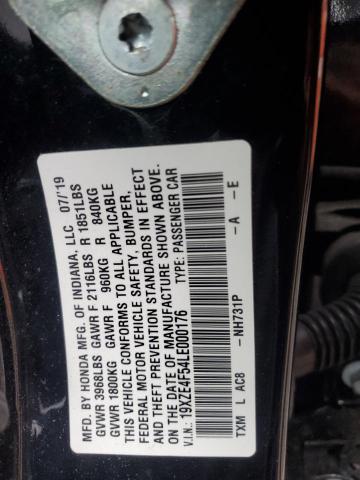 MFD. BY HONDA MFG. OF INDIANA, LLC 07/'19
GVWR 3968LBS GAWR F 2116LBS R 1851LBS
GVWR 1800KG GAWR F 960KG R 840KG
THIS VEHICLE CONFORMS TO ALL APPLICABLE
FEDERAL MOTOR VEHICLE SAFETY, BUMPER,
AND THEFT PREVENTION STANDARDS IN EFFECT
ON THE DATE OF MANUFACTURE SHOWN ABOVE.
V.I.N.: 19XZE4F54LE000176 TYPE: PASSENGER CAR
TXM L AC8 -NH731P -A -E